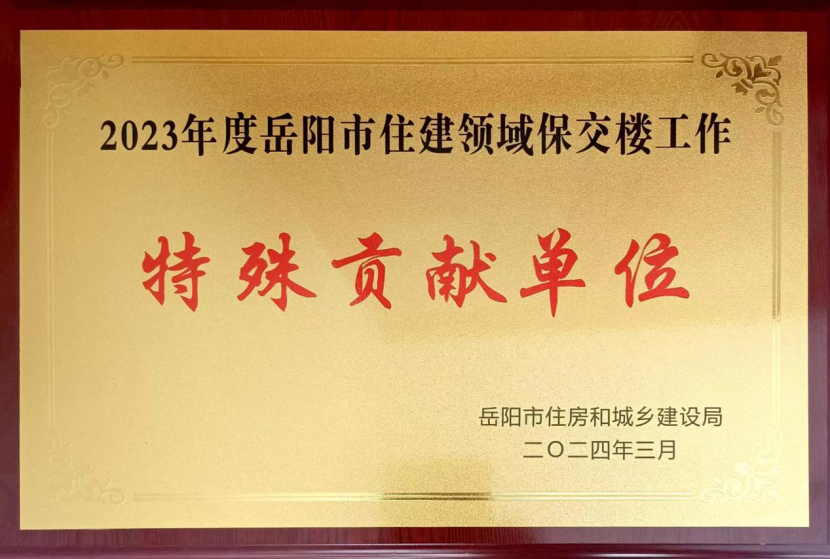 2023年度岳阳市住建领域保交楼工作
特殊贡献单位
岳阳市住房和城乡建设局
二〇二四年三月